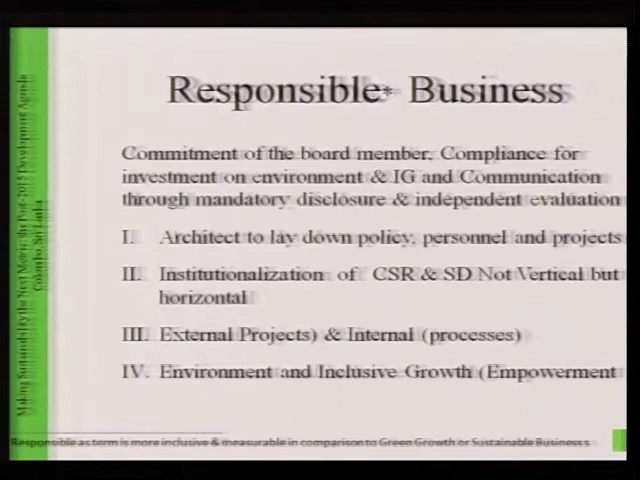 Responsible* Business
Commitment of the board member, Compliance for
investment on environment & IG and Communication
through mandatory disclosure & independent evaluation
I. Architect to lay down policy, personnel and projects
II. Institutionalization of CSR & SD Not Vertical but
horizontal
III. External Projects) & Internal (processes)
IV. Environment and Inclusive Growth (Empowerment
Responsible as term is more inclusive & measurable in comparison to Green Growth or Sustainable Business s
Making Sustainability the Next Metric: the Post-2015 Development Agenda
Colombo, Sri Lanka